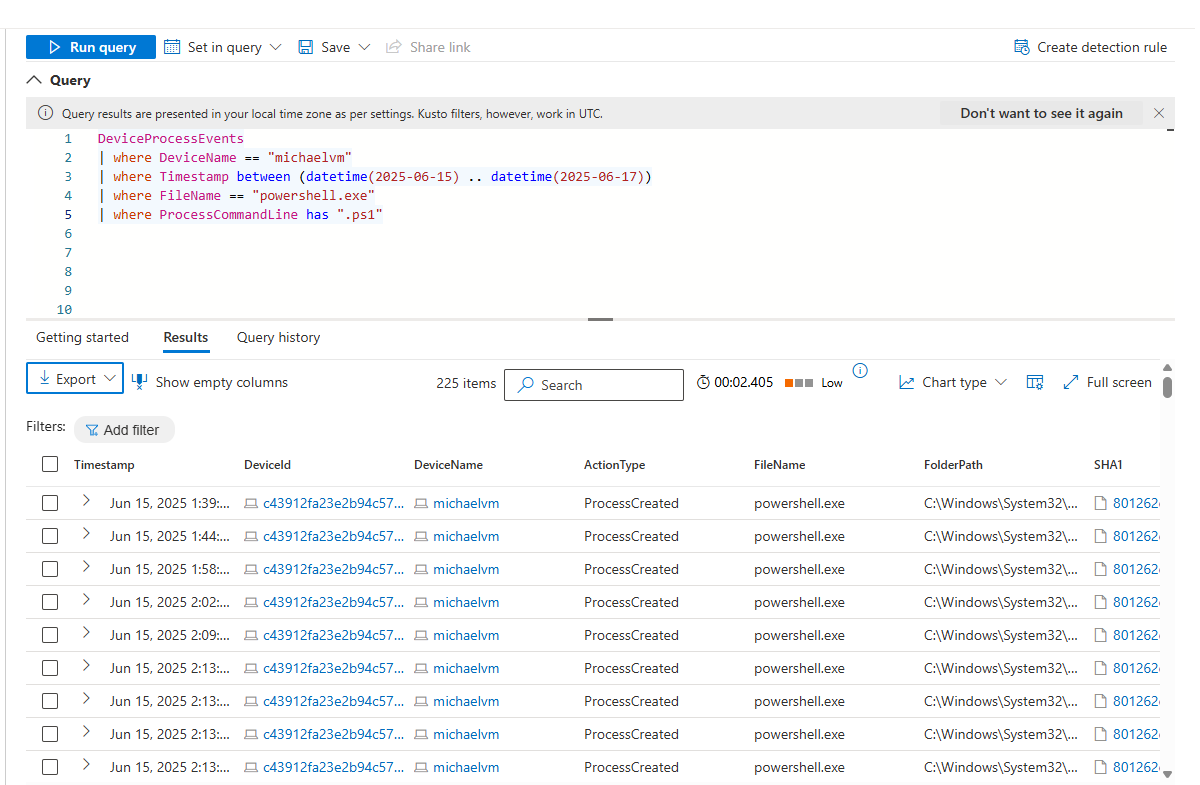 Run query Set in query Save Share link Create detection rule
Query
Query results are presented in your local time zone as per settings. Kusto filters, however, work in UTC. Don't want to see it again
1 DeviceProcessEvents
2 | where DeviceName == "michaelvm"
3 | where Timestamp between (datetime(2025-06-15) .. datetime(2025-06-17))
4 | where FileName == "powershell.exe"
5 | where ProcessCommandLine has ".ps1"
6
7
8
9
10
Getting started Results Query history
Export Show empty columns 225 items Search 00:02.405 Low Chart type Full screen
Filters: Add filter
Timestamp DeviceId DeviceName ActionType FileName FolderPath SHA1
Jun 15, 2025 1:39:... c43912fa23e2b94c57... michaelvm ProcessCreated powershell.exe C:\Windows\System32\... 801262
Jun 15, 2025 1:44:... c43912fa23e2b94c57... michaelvm ProcessCreated powershell.exe C:\Windows\System32\... 801262
Jun 15, 2025 1:58:... c43912fa23e2b94c57... michaelvm ProcessCreated powershell.exe C:\Windows\System32\... 801262
Jun 15, 2025 2:02:... c43912fa23e2b94c57... michaelvm ProcessCreated powershell.exe C:\Windows\System32\... 801262
Jun 15, 2025 2:09:... c43912fa23e2b94c57... michaelvm ProcessCreated powershell.exe C:\Windows\System32\... 801262
Jun 15, 2025 2:13:... c43912fa23e2b94c57... michaelvm ProcessCreated powershell.exe C:\Windows\System32\... 801262
Jun 15, 2025 2:13:... c43912fa23e2b94c57... michaelvm ProcessCreated powershell.exe C:\Windows\System32\... 801262
Jun 15, 2025 2:13:... c43912fa23e2b94c57... michaelvm ProcessCreated powershell.exe C:\Windows\System32\... 801262
Jun 15, 2025 2:13:... c43912fa23e2b94c57... michaelvm ProcessCreated powershell.exe C:\Windows\System32\... 801262